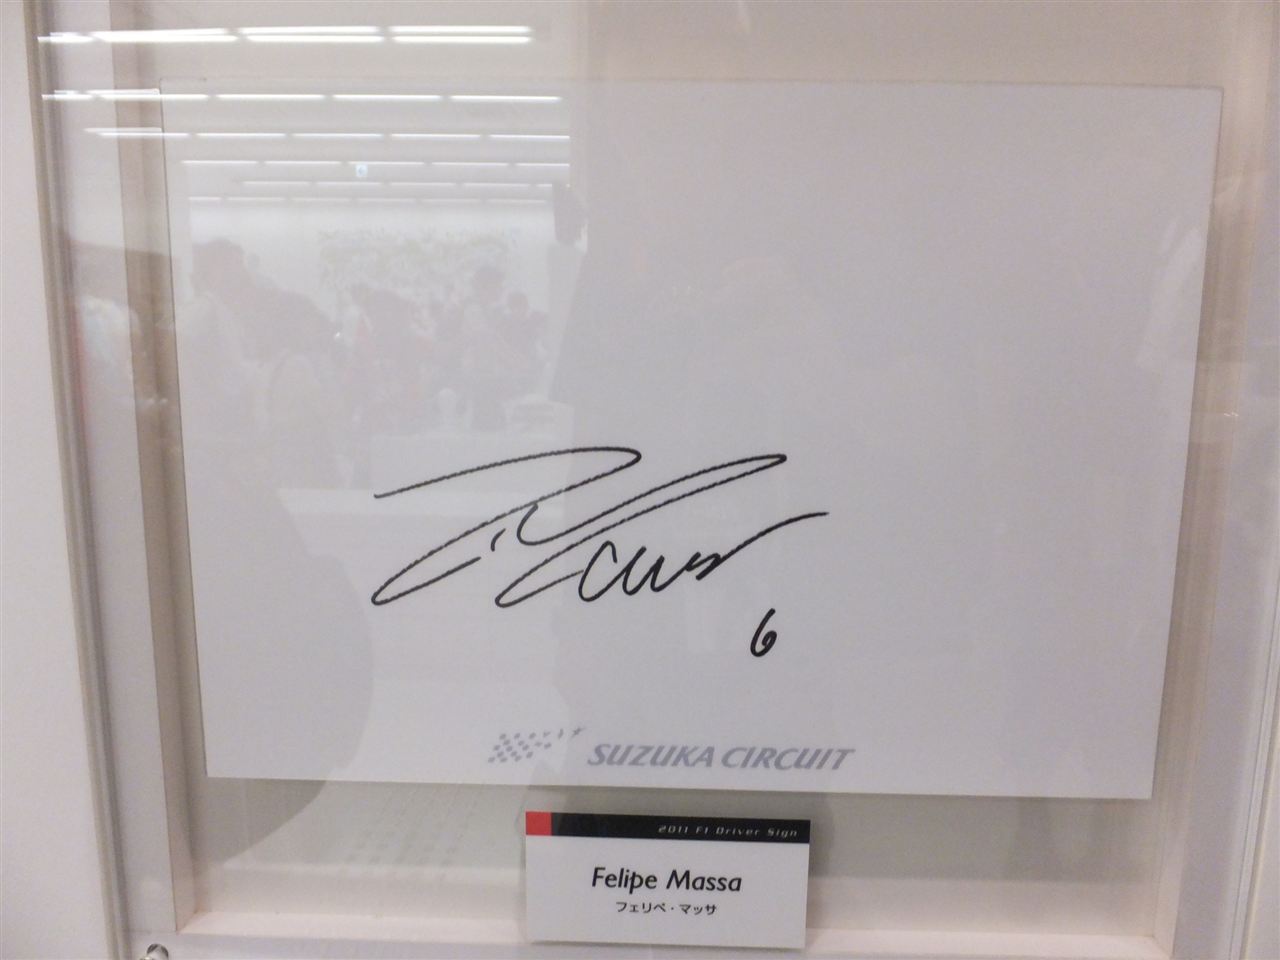 6
SUZUKA CIRCUIT
2011 F1 Driver Sign
Felipe Massa
フェリペ・マッサ